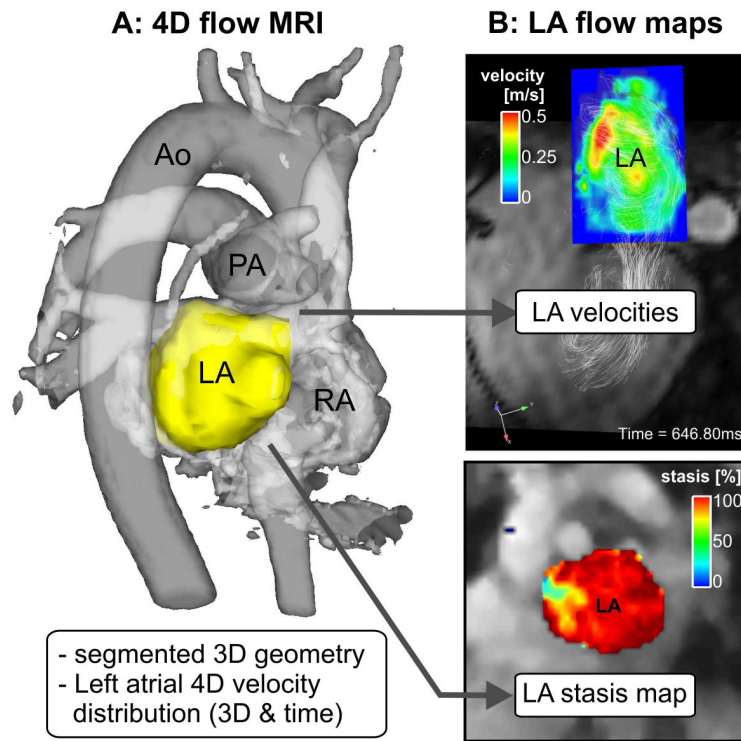 A: 4D flow MRI
Ao
PA
LA
RA
- segmented 3D geometry
- Left atrial 4D velocity
distribution (3D & time)
B: LA flow maps
velocity
[m/s]
0.5
0.25
0
LA
LA velocities
Time = 646.80ms
stasis [%]
100
50
0
LA
LA stasis map